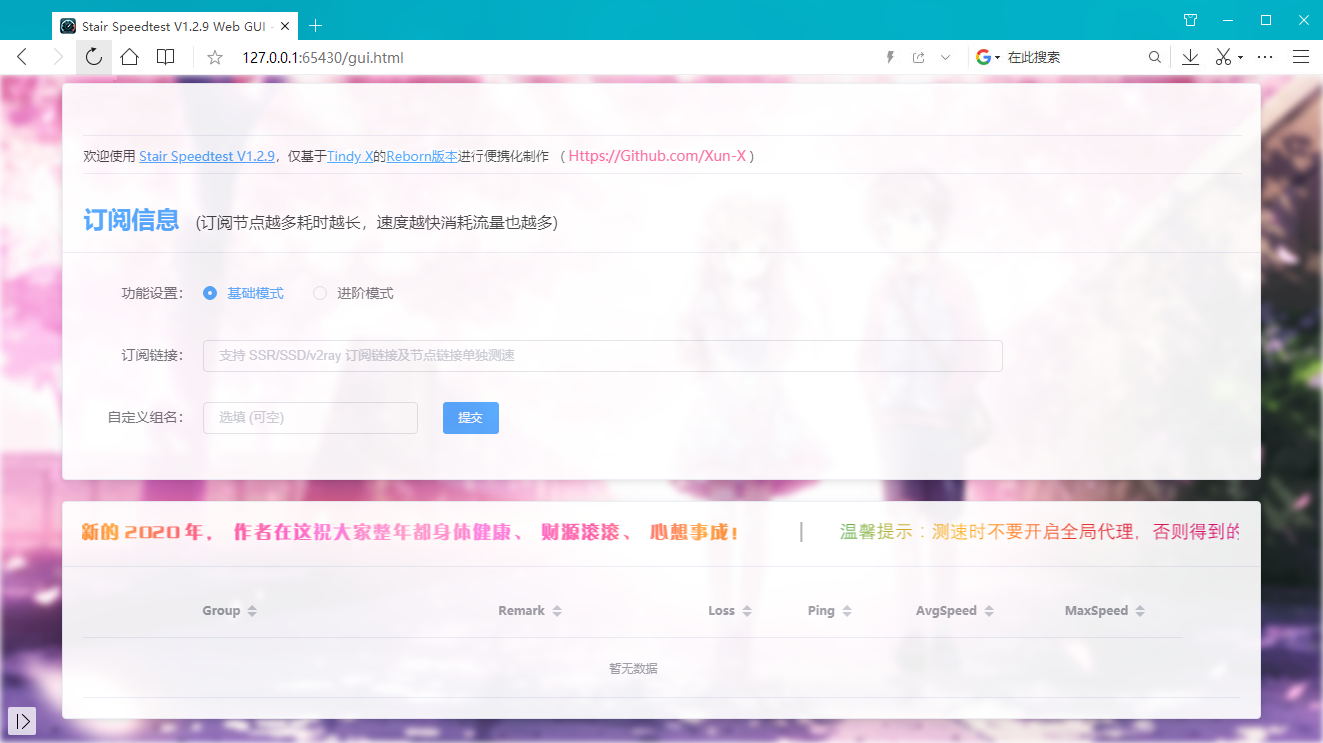 Stair Speedtest V1.2.9 Web GUI -
127.0.0.1:65430/gui.html
在此搜索
欢迎使用 Stair Speedtest V1.2.9，仅基于Tindy X的Reborn版本进行便携化制作 （ Https://Github.com/Xun-X ）
订阅信息 (订阅节点越多耗时越长，速度越快消耗流量也越多)
功能设置： 基础模式 进阶模式
订阅链接： 支持 SSR/SSD/v2ray 订阅链接及节点链接单独测速
自定义组名： 选填 (可空) 提交
新的 2020 年， 作者在这祝大家整年都身体健康、 财源滚滚、 心想事成！ | 温馨提示：测速时不要开启全局代理，否则得到的
Group Remark Loss Ping AvgSpeed MaxSpeed
暂无数据